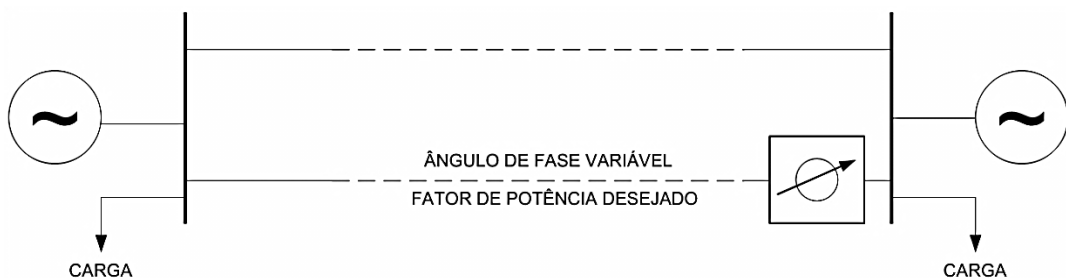 ÂNGULO DE FASE VARIÁVEL
FATOR DE POTÊNCIA DESEJADO
CARGA
CARGA